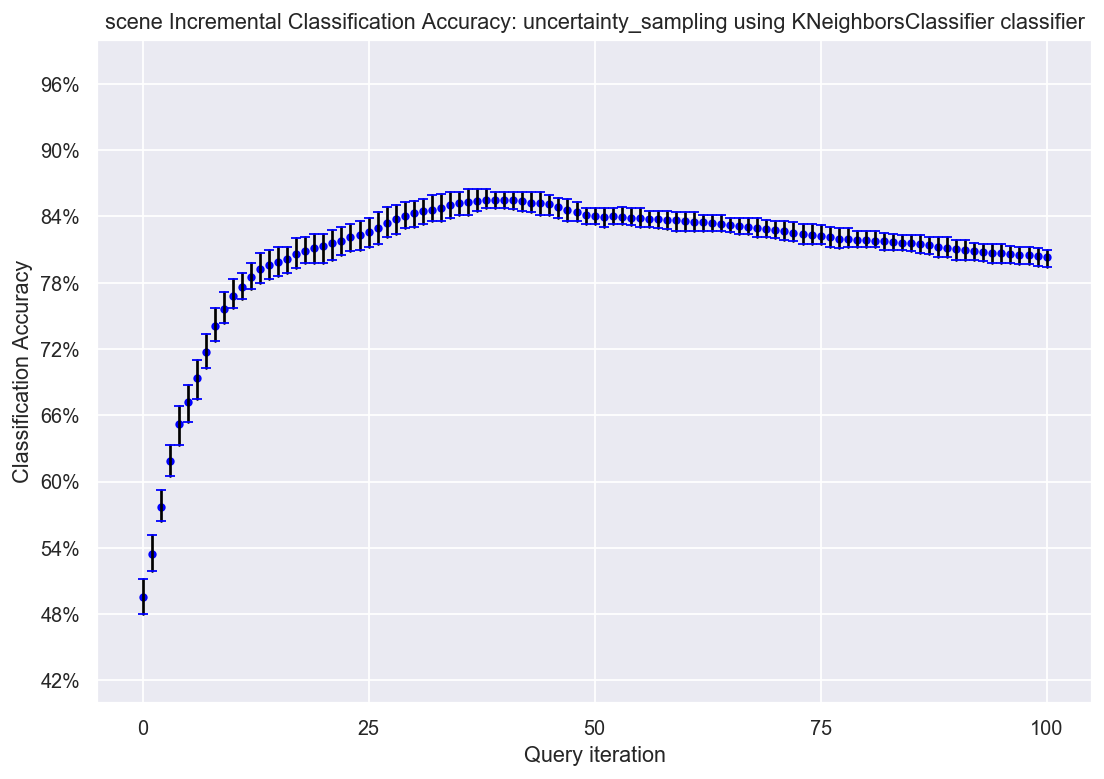 scene Incremental Classification Accuracy: uncertainty_sampling using KNeighborsClassifier classifier
96%
90%
84%
78%
72%
66%
60%
54%
48%
42%
Classification Accuracy
0 25 50 75 100
Query iteration